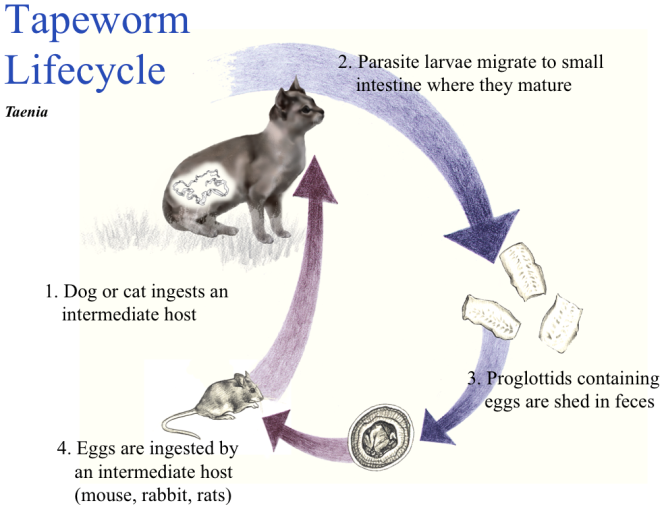 Tapeworm
Lifecycle
Taenia
2. Parasite larvae migrate to small
intestine where they mature
1. Dog or cat ingests an
intermediate host
3. Proglottids containing
eggs are shed in feces
4. Eggs are ingested by
an intermediate host
(mouse, rabbit, rats)